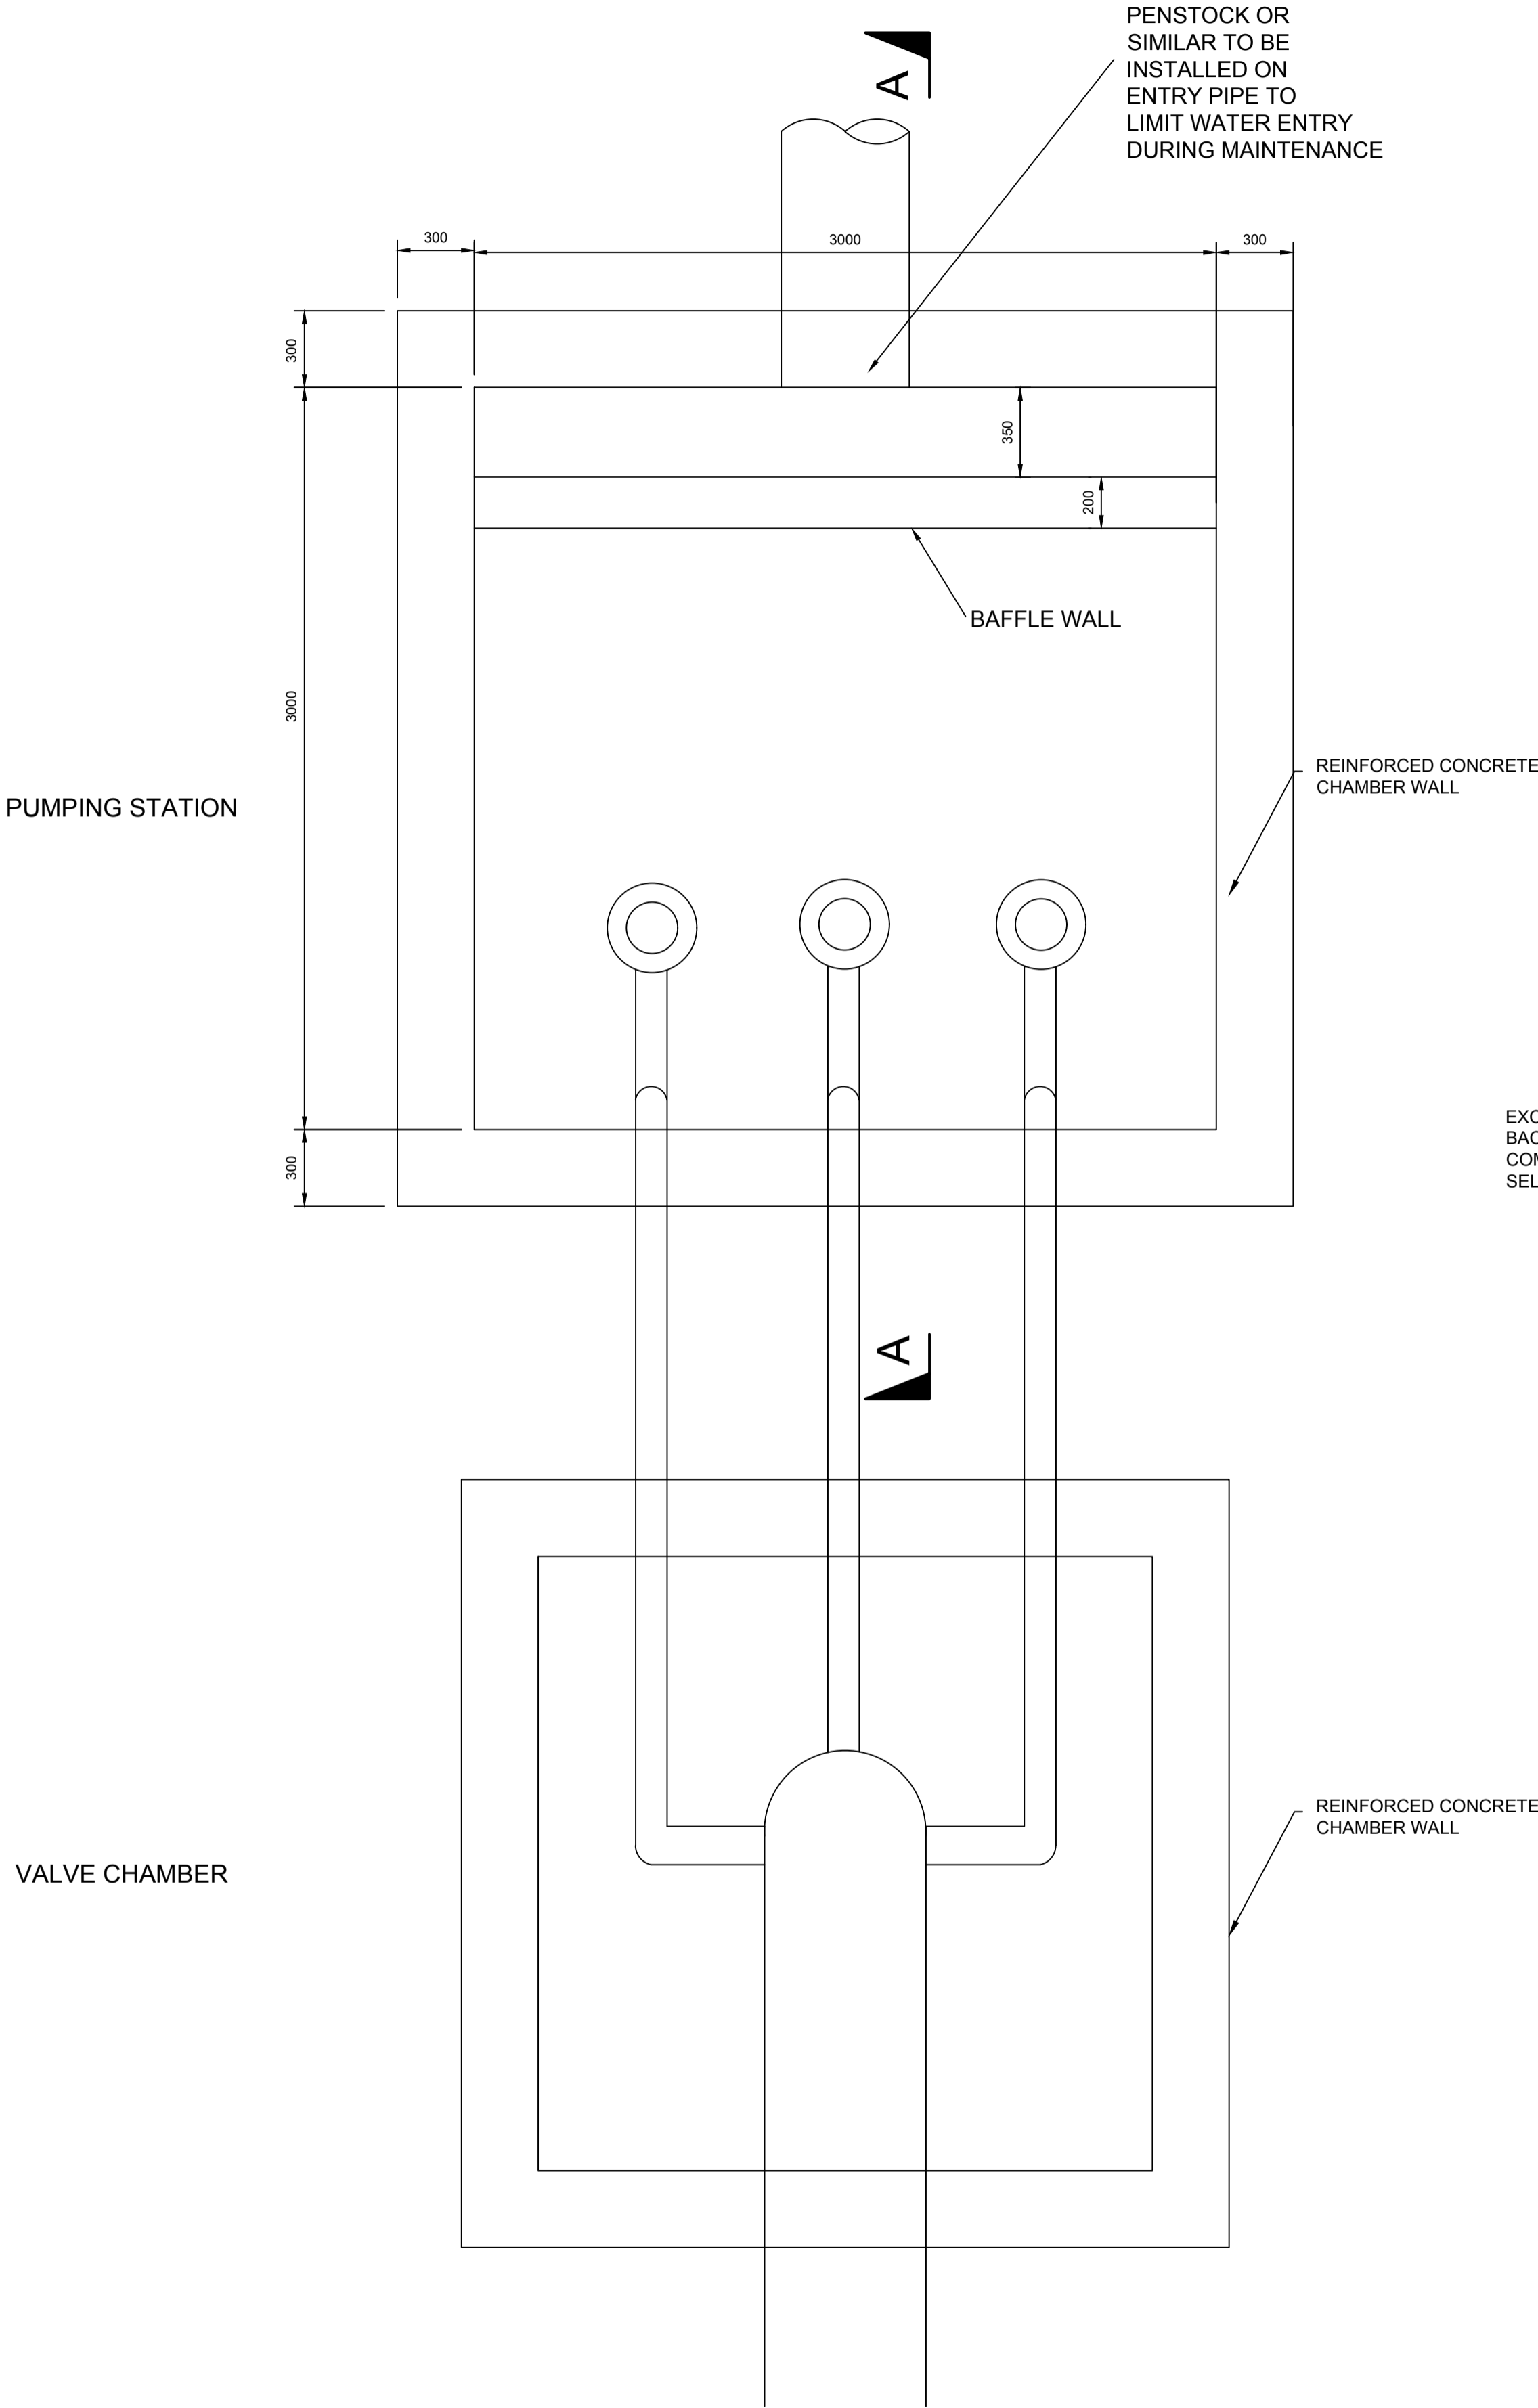 PENSTOCK OR
SIMILAR TO BE
INSTALLED ON
ENTRY PIPE TO
LIMIT WATER ENTRY
DURING MAINTENANCE
A
300
3000
300
300
350
200
BAFFLE WALL
3000
REINFORCED CONCRETE
CHAMBER WALL
PUMPING STATION
300
A
REINFORCED CONCRETE
CHAMBER WALL
VALVE CHAMBER